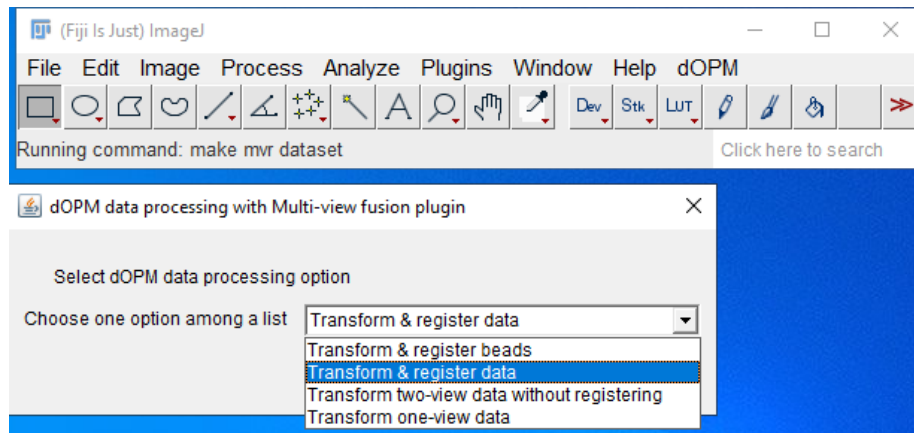 (Fiji Is Just) ImageJ
File Edit Image Process Analyze Plugins Window Help dOPM
A Dev Stk LUT >>
Running command: make mvr dataset Click here to search
dOPM data processing with Multi-view fusion plugin
Select dOPM data processing option
Choose one option among a list Transform & register data
Transform & register beads
Transform & register data
Transform two-view data without registering
Transform one-view data